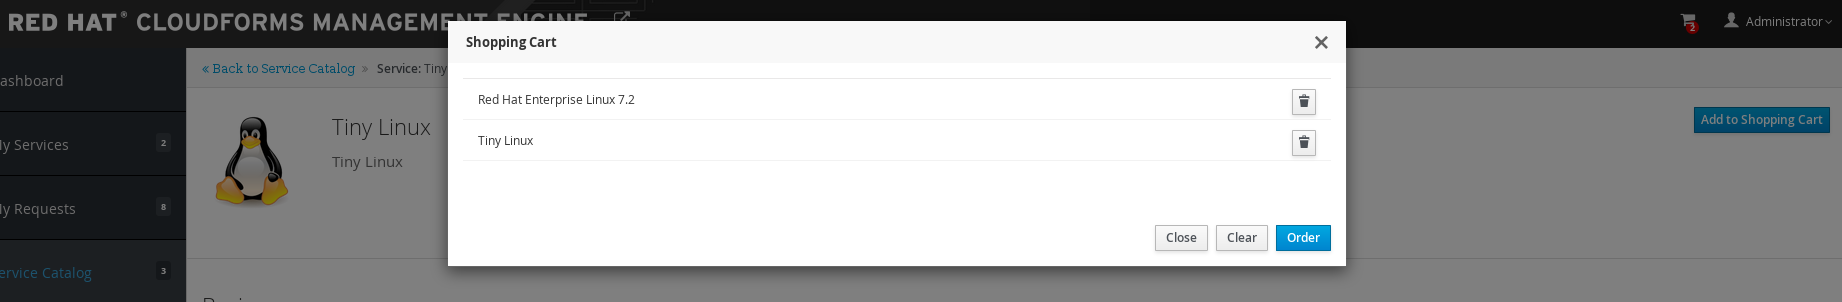 RED HAT® CLOUDFORMS MANAGEMENT ENGINE
2
Administrator
Shopping Cart
« Back to Service Catalog » Service: Tiny
ashboard
Red Hat Enterprise Linux 7.2
Tiny Linux
Add to Shopping Cart
Tiny Linux
y Services 2
Tiny Linux
y Requests 8
Close Clear Order
ervice Catalog 3